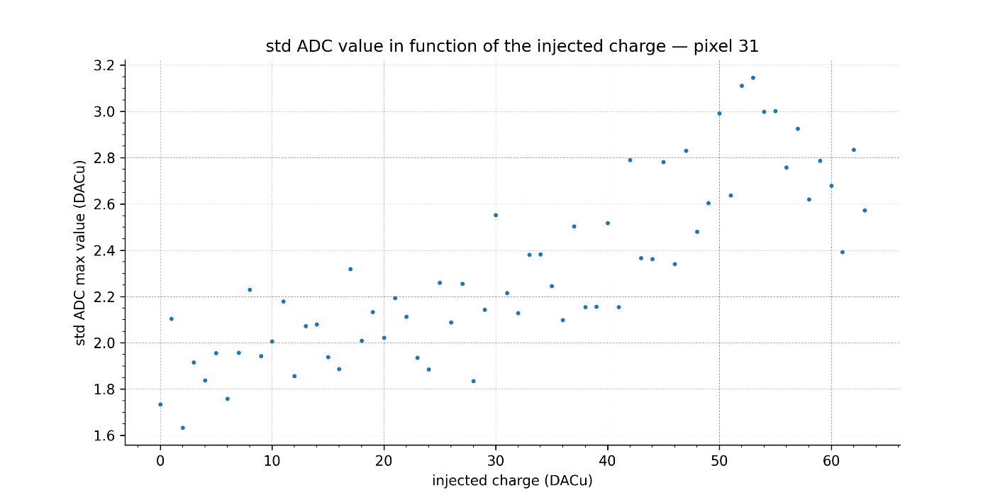 std ADC value in function of the injected charge — pixel 31
3.2
3.0
2.8
2.6
2.4
2.2
2.0
1.8
1.6
std ADC max value (DACu)
0 10 20 30 40 50 60
injected charge (DACu)